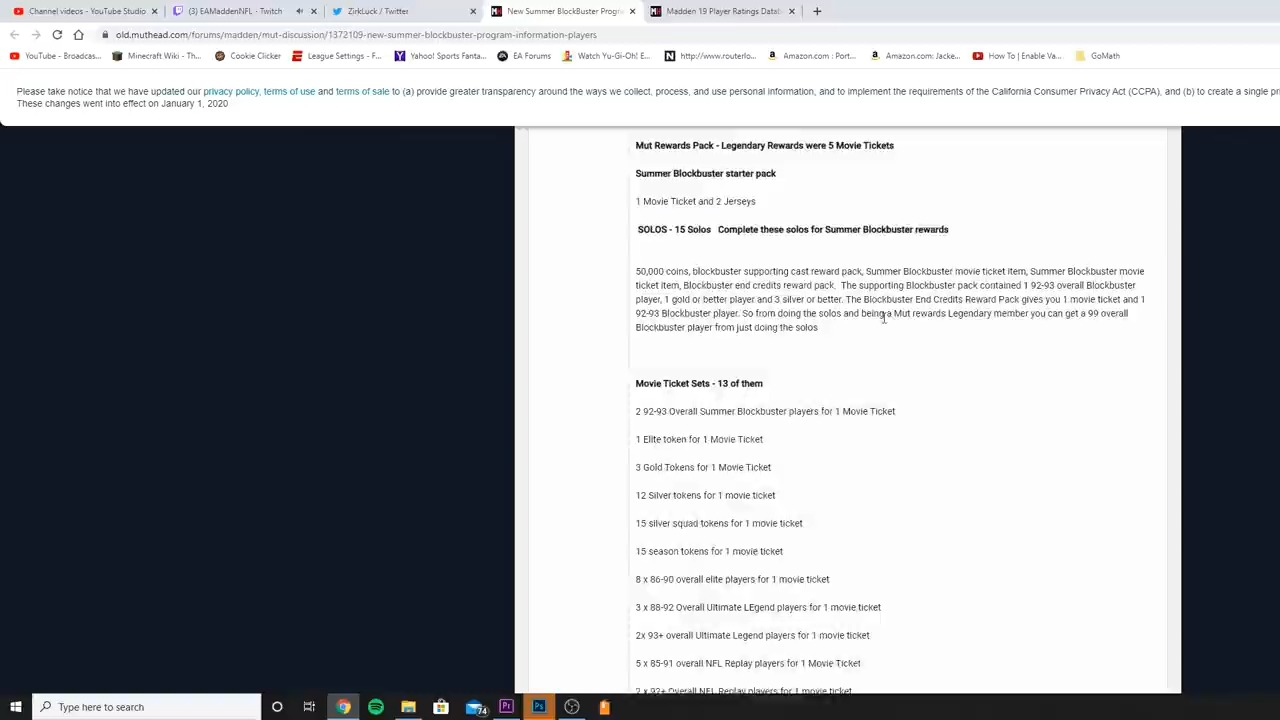 Channel videos - YouTube Studio
(3) EAMaddenNFL - Twitch
ZirkLuck / Twitter
New Summer BlockBuster Progra
Madden 19 Player Ratings Datab
old.muthead.com/forums/madden/mut-discussion/1372109-new-summer-blockbuster-program-information-players
YouTube - Broadcas...
Minecraft Wiki - Th...
Cookie Clicker
League Settings - F...
Yahoo! Sports Fanta...
EA Forums
Watch Yu-Gi-Oh! E...
http://www.routerlo...
Amazon.com : Port...
Amazon.com: Jacke...
How To | Enable Va...
GoMath
Please take notice that we have updated our privacy policy, terms of use and terms of sale to (a) provide greater transparency around the ways we collect, process, and use personal information, and to implement the requirements of the California Consumer Privacy Act (CCPA), and (b) to create a single pri
These changes went into effect on January 1, 2020
Mut Rewards Pack - Legendary Rewards were 5 Movie Tickets
Summer Blockbuster starter pack
1 Movie Ticket and 2 Jerseys
SOLOS - 15 Solos Complete these solos for Summer Blockbuster rewards
50,000 coins, blockbuster supporting cast reward pack, Summer Blockbuster movie ticket item, Summer Blockbuster movie
ticket item, Blockbuster end credits reward pack. The supporting Blockbuster pack contained 1 92-93 overall Blockbuster
player, 1 gold or better player and 3 silver or better. The Blockbuster End Credits Reward Pack gives you 1 movie ticket and 1
92-93 Blockbuster player. So from doing the solos and being a Mut rewards Legendary member you can get a 99 overall
Blockbuster player from just doing the solos
Movie Ticket Sets - 13 of them
2 92-93 Overall Summer Blockbuster players for 1 Movie Ticket
1 Elite token for 1 Movie Ticket
3 Gold Tokens for 1 Movie Ticket
12 Silver tokens for 1 movie ticket
15 silver squad tokens for 1 movie ticket
15 season tokens for 1 movie ticket
8 x 86-90 overall elite players for 1 movie ticket
3 x 88-92 Overall Ultimate LEgend players for 1 movie ticket
2x 93+ overall Ultimate Legend players for 1 movie ticket
5 x 85-91 overall NFL Replay players for 1 Movie Ticket
2 x 92+ Overall NFL Replay players for 1 movie ticket
Type here to search
74
Pr
Ps